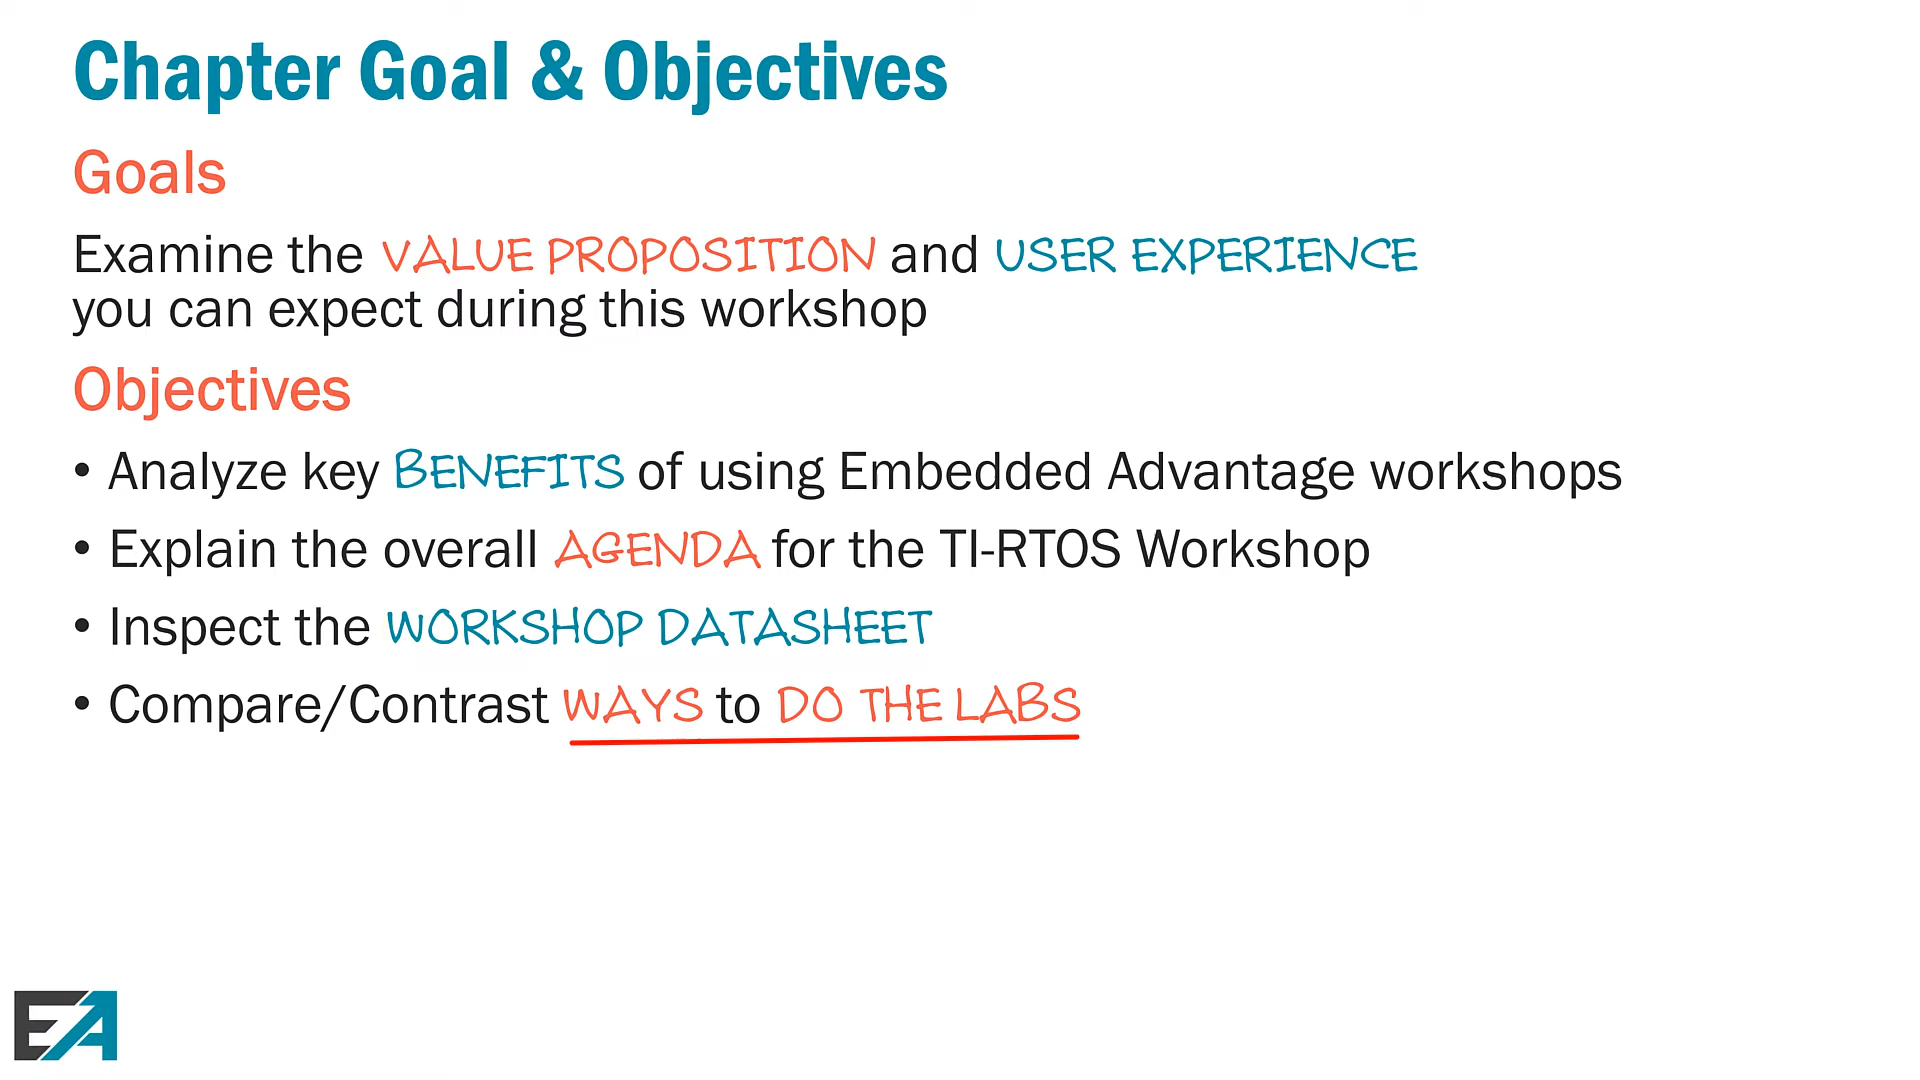 Chapter Goal & Objectives
Goals
Examine the VALUE PROPOSITION and USER EXPERIENCE
you can expect during this workshop
Objectives
• Analyze key BENEFITS of using Embedded Advantage workshops
• Explain the overall AGENDA for the TI-RTOS Workshop
• Inspect the WORKSHOP DATASHEET
• Compare/Contrast WAYS to DO THE LABS
EA